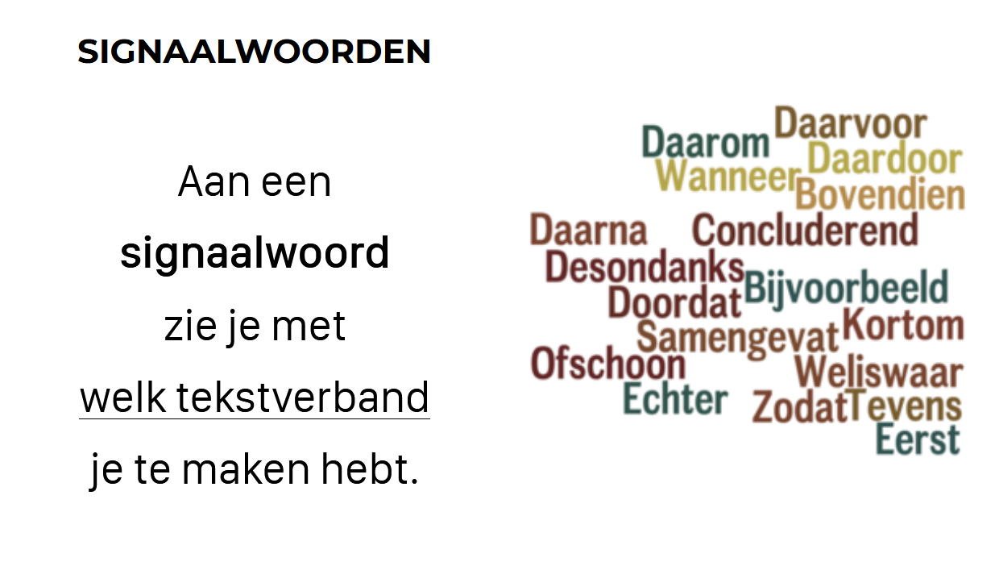 SIGNAALWOORDEN
Aan een
signaalwoord
zie je met
welk tekstverband
je te maken hebt.
Daarvoor
Daarom
Daardoor
Wanneer
Bovendien
Daarna
Concluderend
Desondanks
Bijvoorbeeld
Doordat
Kortom
Samengevat
Ofschoon
Weliswaar
Echter
Zodat
Tevens
Eerst